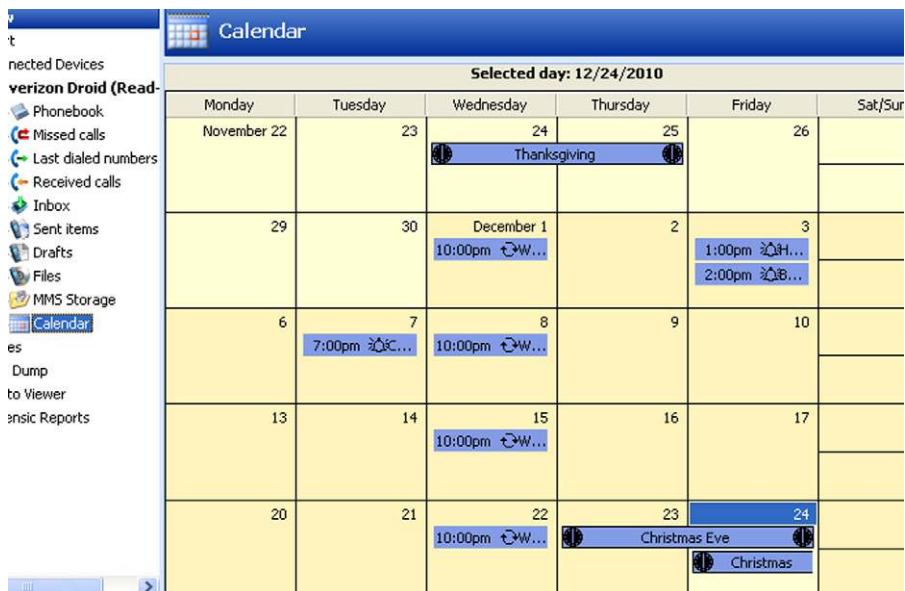 Calendar
nected Devices
verizon Droid (Read-
Phonebook
Missed calls
Last dialed numbers
Received calls
Inbox
Sent items
Drafts
Files
MMS Storage
Calendar
es
Dump
to Viewer
ensic Reports
Selected day: 12/24/2010
Monday Tuesday Wednesday Thursday Friday Sat/Sun
November 22 23 24 25 26
Thanksgiving
29 30 December 1 2 3
10:00pm W... 1:00pm H...
2:00pm B...
6 7 8 9 10
7:00pm C... 10:00pm W...
13 14 15 16 17
10:00pm W...
20 21 22 23 24
10:00pm W... Christmas Eve
Christmas